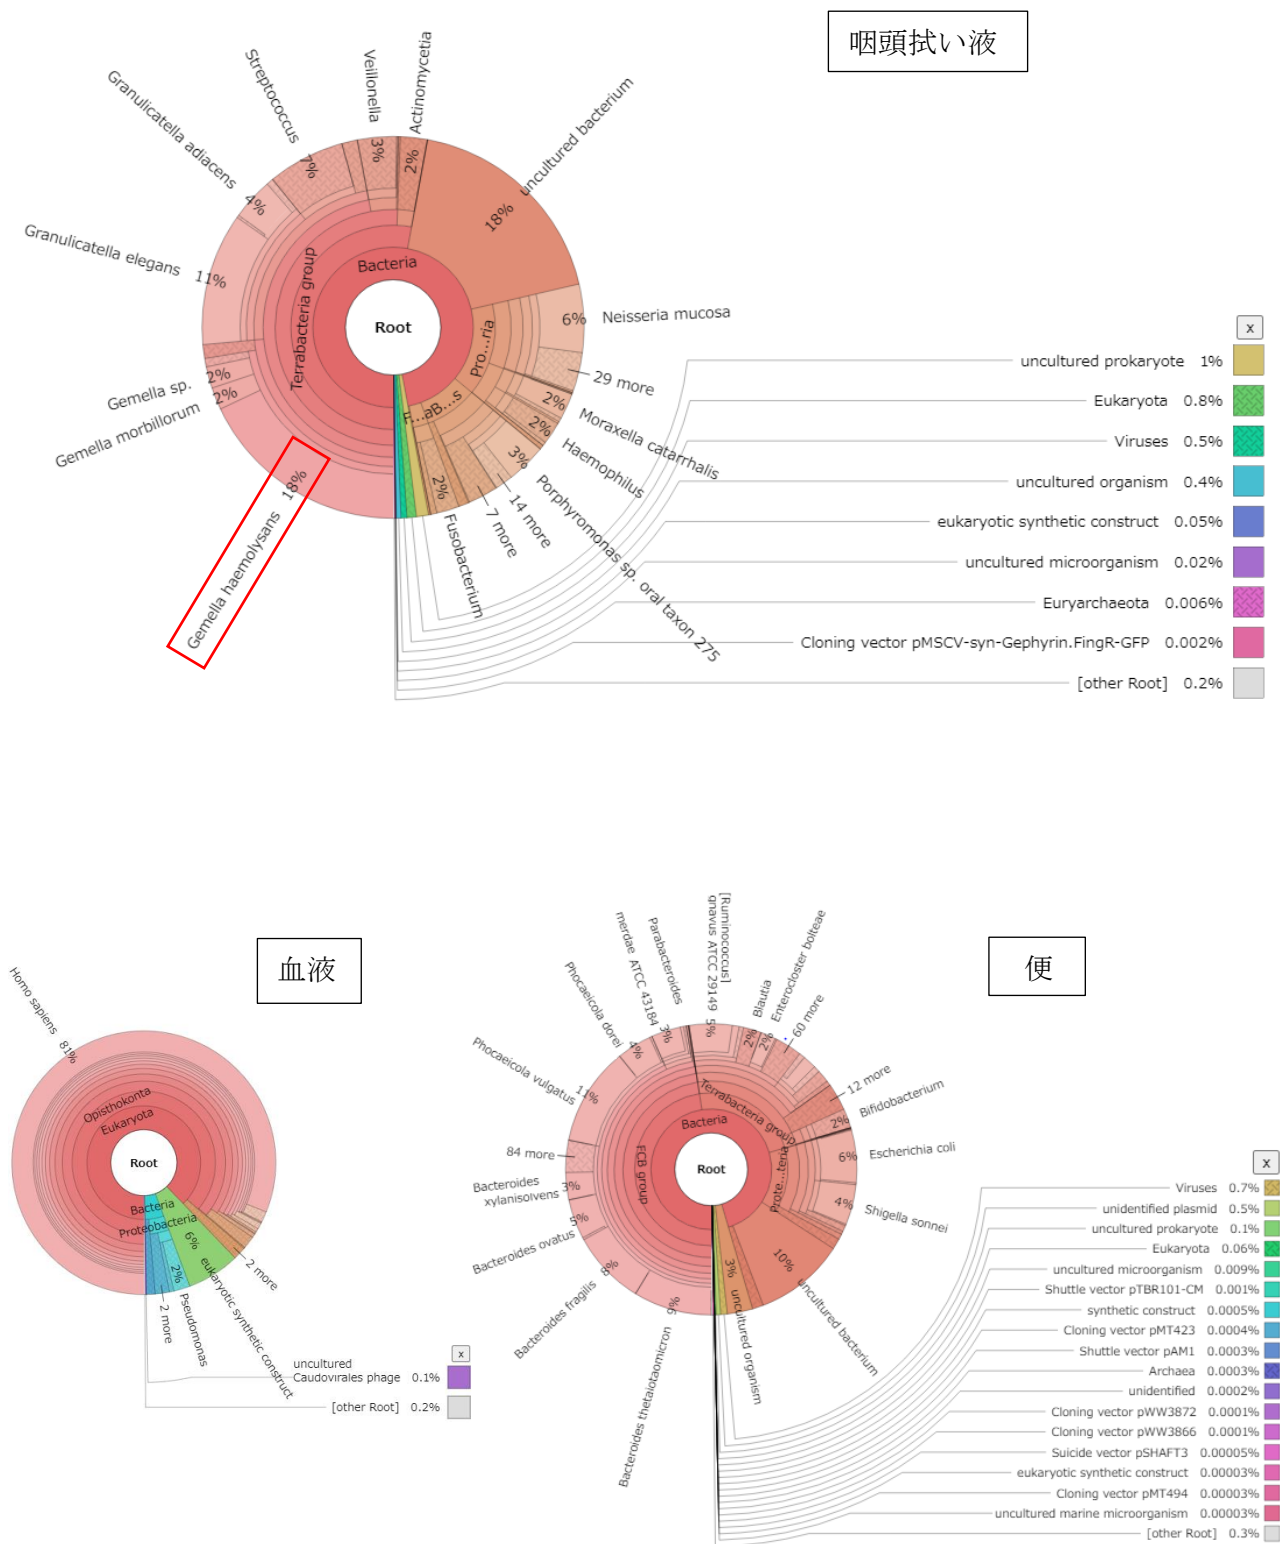 咽頭拭い液
Root
Bacteria
Terrabacteria group
Pro...ria
F...aB...s
Actinomycetia 2%
Veillonella 3%
Streptococcus 7%
Granulicatella adiacens 4%
Granulicatella elegans 11%
Gemella sp. 2%
Gemella morbillorum 2%
Gemella haemolysans 18%
uncultured bacterium 18%
6% Neisseria mucosa
29 more
2% Moraxella catarrhalis
2% Haemophilus
3% Porphyromonas sp. oral taxon 275
14 more
7 more
2% Fusobacterium
x
uncultured prokaryote 1%
Eukaryota 0.8%
Viruses 0.5%
uncultured organism 0.4%
eukaryotic synthetic construct 0.05%
uncultured microorganism 0.02%
Euryarchaeota 0.006%
Cloning vector pMSCV-syn-Gephyrin.FingR-GFP 0.002%
[other Root] 0.2%
血液
Root
Eukaryota
Opisthokonta
Homo sapiens 81%
Bacteria
Proteobacteria
2 more
6% eukaryotic synthetic construct
2% Pseudomonas
2 more
x
uncultured
Caudovirales phage 0.1%
[other Root] 0.2%
便
Root
Bacteria
FCB group
Terrabacteria group
Prote...teria
[Ruminococcus]
gnavus ATCC 29149 5%
Parabacteroides
merdae ATCC 43184 3%
Phocaeicola dorei 4%
Phocaeicola vulgatus 11%
84 more
Bacteroides
xylanisolvens 3%
Bacteroides ovatus 5%
Bacteroides fragilis 8%
Bacteroides thetaiotaomicron 9%
Blautia 2%
Enterocloster bolteae 2%
60 more
12 more
Bifidobacterium 2%
6% Escherichia coli
4% Shigella sonnei
10% uncultured bacterium
3% uncultured organism
x
Viruses 0.7%
unidentified plasmid 0.5%
uncultured prokaryote 0.1%
Eukaryota 0.06%
uncultured microorganism 0.009%
Shuttle vector pTBR101-CM 0.001%
synthetic construct 0.0005%
Cloning vector pMT423 0.0004%
Shuttle vector pAM1 0.0003%
Archaea 0.0003%
unidentified 0.0002%
Cloning vector pWW3872 0.0001%
Cloning vector pWW3866 0.0001%
Suicide vector pSHAFT3 0.00005%
eukaryotic synthetic construct 0.00003%
Cloning vector pMT494 0.00003%
uncultured marine microorganism 0.00003%
[other Root] 0.3%